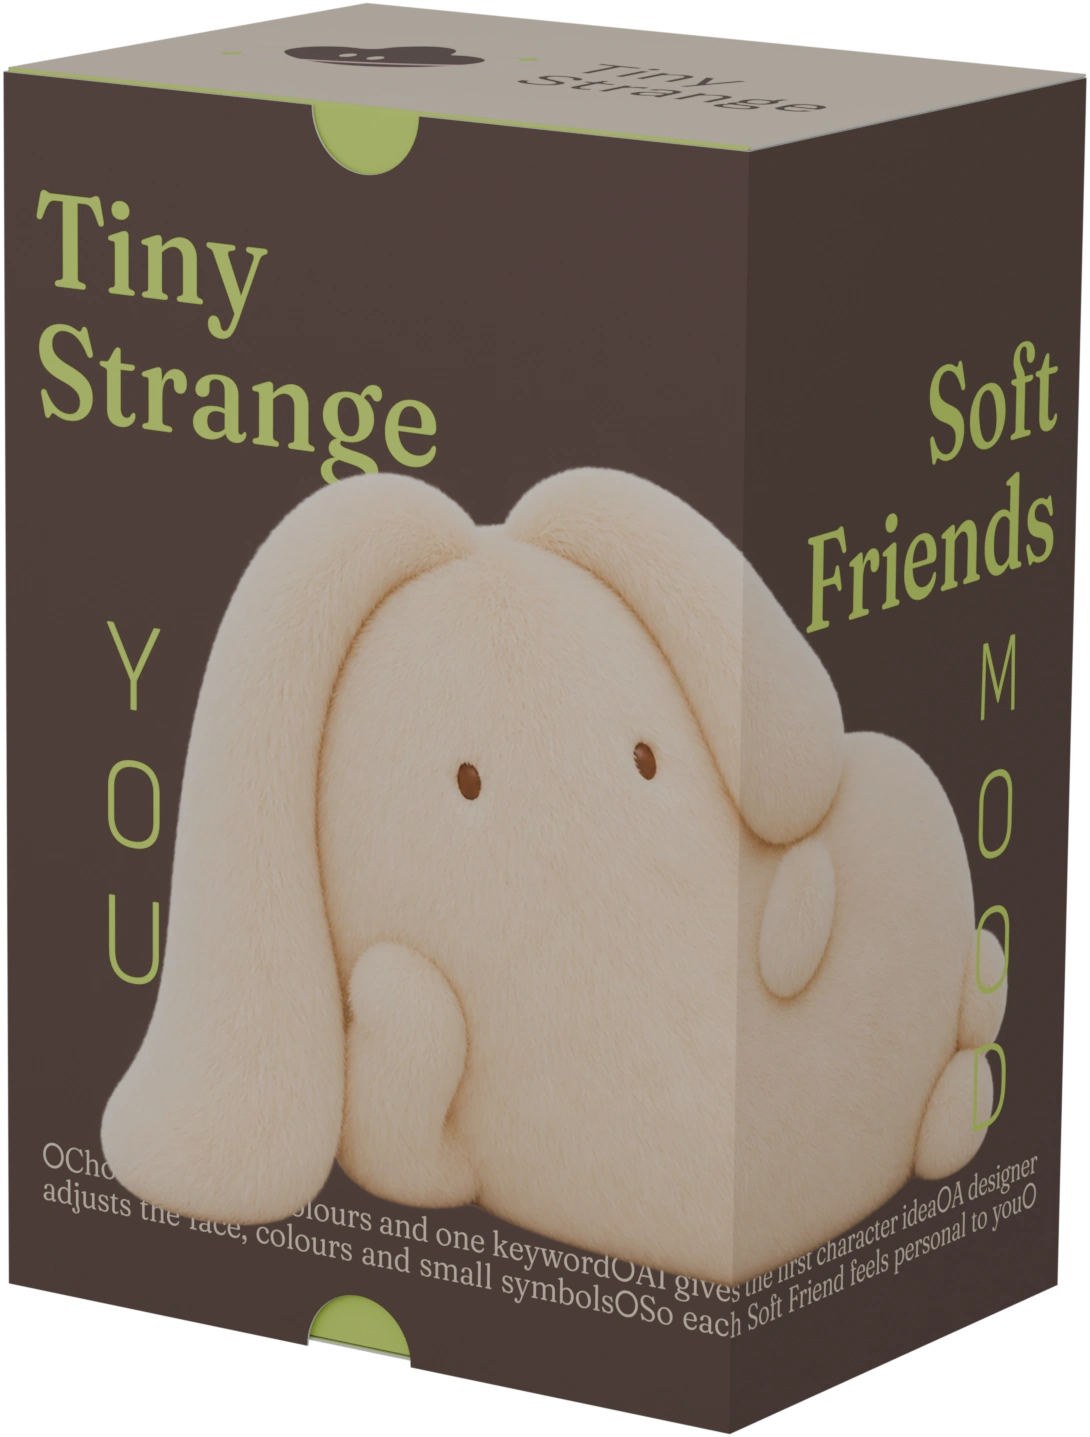 Tiny
Strange
Tiny
Strange
Soft
Friends
YOU
MOOD
olours and one keywordOAI gives the first character ideaOA designer
adjusts the face, colours and small symbolsOSo each Soft Friend feels personal to youO